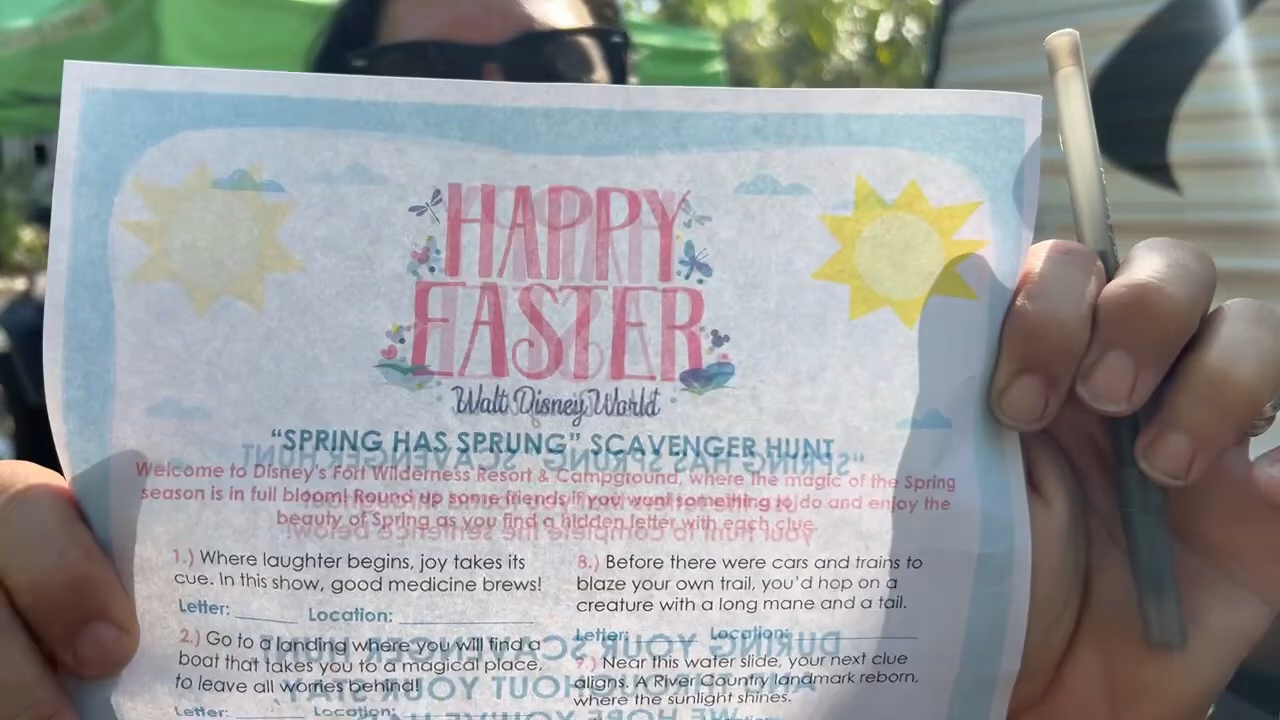 HAPPY
EASTER
Walt Disney World
"SPRING HAS SPRUNG" SCAVENGER HUNT
Welcome to Disney's Fort Wilderness Resort & Campground, where the magic of the Spring
season is in full bloom! Round up some friends if you want something to do and enjoy the
beauty of Spring as you find a hidden letter with each clue
1.) Where laughter begins, joy takes its
cue. In this show, good medicine brews!
Letter: ______ Location: ______________
2.) Go to a landing where you will find a
boat that takes you to a magical place,
to leave all worries behind!
Letter: ______ Location:
8.) Before there were cars and trains to
blaze your own trail, you'd hop on a
creature with a long mane and a tail.
Letter: ______ Location: ______________
9.) Near this water slide, your next clue
aligns. A River Country landmark reborn,
where the sunlight shines.